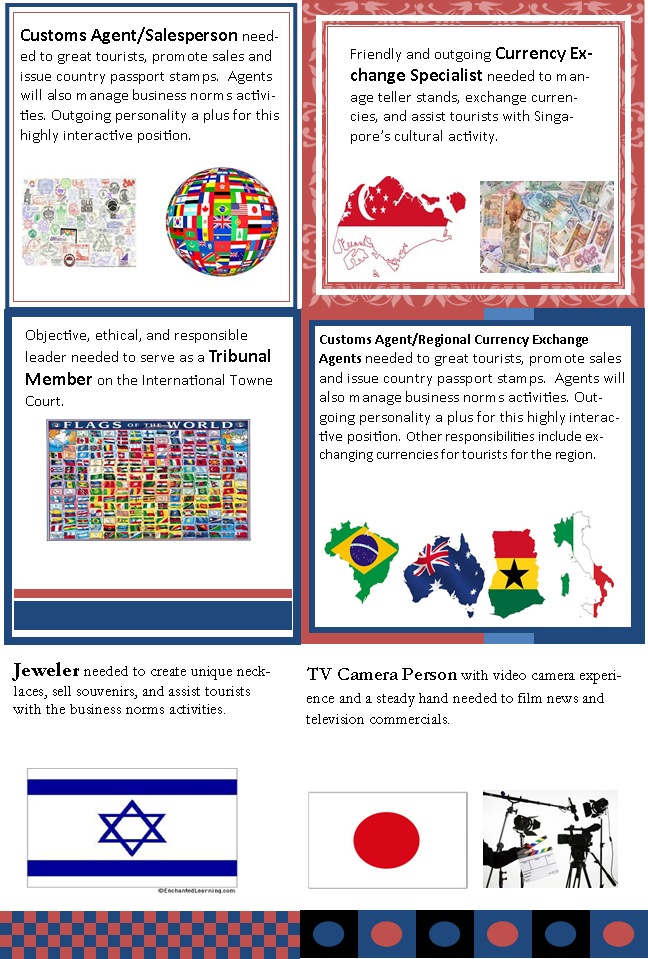 Customs Agent/Salesperson need-
ed to great tourists, promote sales and
issue country passport stamps.  Agents
will also manage business norms activi-
ties. Outgoing personality a plus for this
highly interactive position.
Friendly and outgoing Currency Ex-
change Specialist needed to man-
age teller stands, exchange curren-
cies, and assist tourists with Singa-
pore's cultural activity.
Objective, ethical, and responsible
leader needed to serve as a Tribunal
Member on the International Towne
Court.
FLAGS OF THE WORLD
Customs Agent/Regional Currency Exchange
Agents needed to great tourists, promote sales
and issue country passport stamps.  Agents will
also manage business norms activities. Out-
going personality a plus for this highly interac-
tive position. Other responsibilities include ex-
changing currencies for tourists for the region.
Jeweler needed to create unique neck-
laces, sell souvenirs, and assist tourists
with the business norms activities.
©EnchantedLearning.com
TV Camera Person with video camera experi-
ence and a steady hand needed to film news and
television commercials.